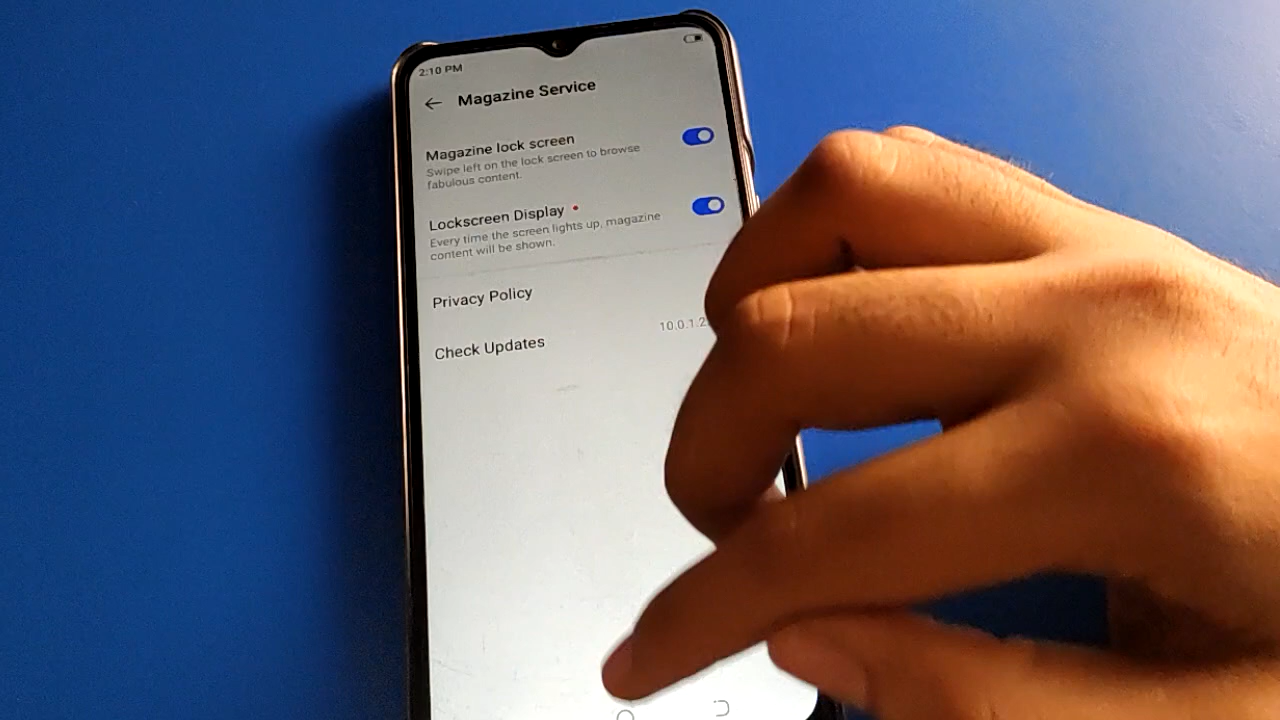 2:10 PM
Magazine Service
Magazine lock screen
Swipe left on the lock screen to browse
fabulous content.
Lockscreen Display
Every time the screen lights up, magazine
content will be shown.
Privacy Policy
Check Updates